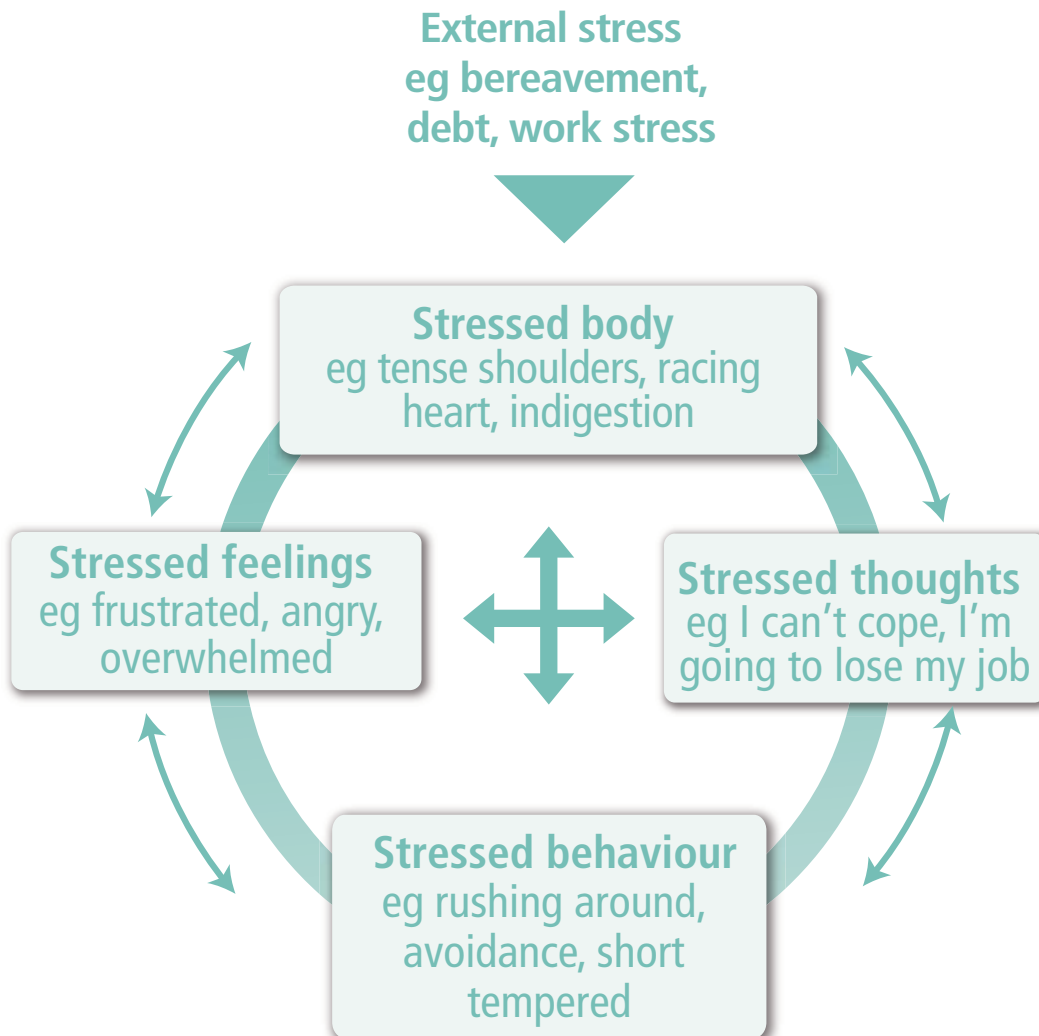 External stress
eg bereavement,
debt, work stress
Stressed body
eg tense shoulders, racing
heart, indigestion
Stressed feelings
eg frustrated, angry,
overwhelmed
Stressed thoughts
eg I can’t cope, I’m
going to lose my job
Stressed behaviour
eg rushing around,
avoidance, short
tempered